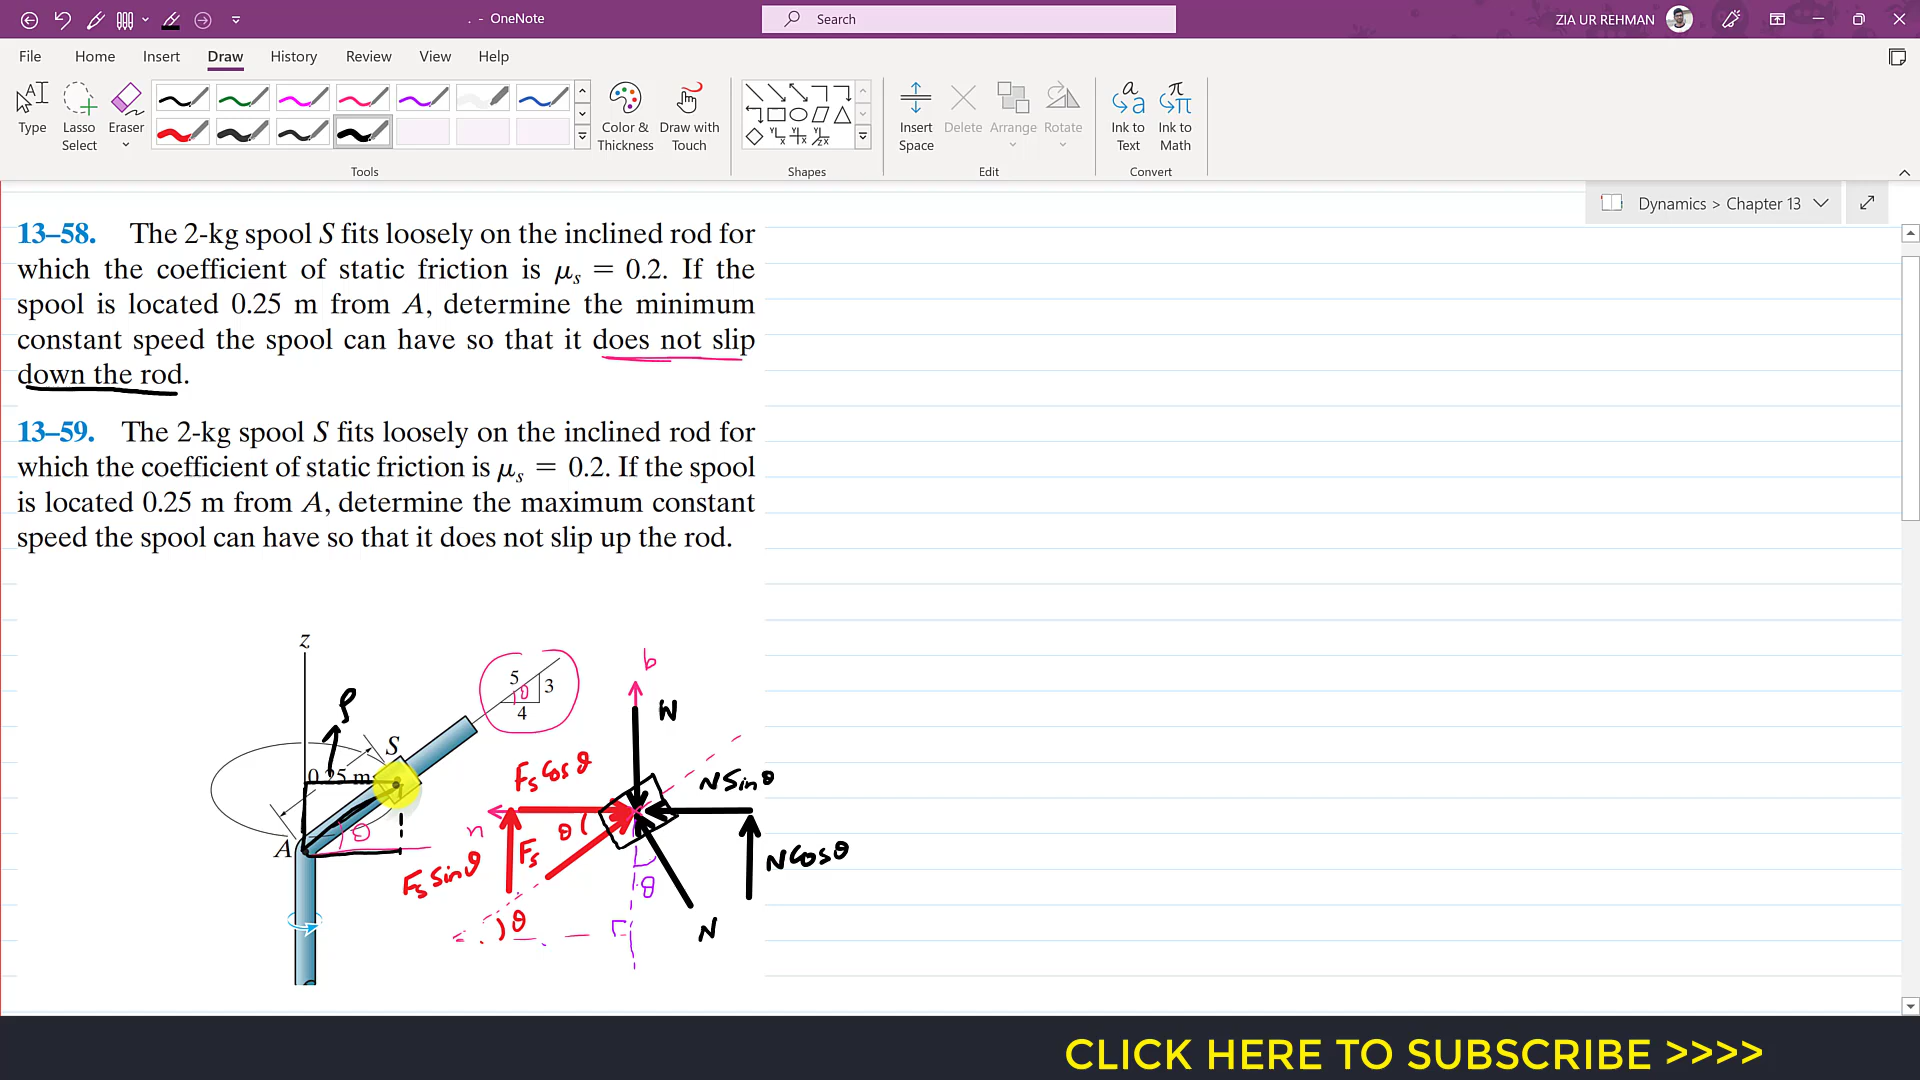 . - OneNote
Search
ZIA UR REHMAN
File
Home
Insert
Draw
History
Review
View
Help
Type
Lasso
Select
Eraser
Color &
Thickness
Draw with
Touch
Insert
Space
Delete
Arrange
Rotate
Ink to
Text
Ink to
Math
Tools
Shapes
Edit
Convert
Dynamics > Chapter 13
13–58. The 2-kg spool S fits loosely on the inclined rod for
which the coefficient of static friction is μs = 0.2. If the
spool is located 0.25 m from A, determine the minimum
constant speed the spool can have so that it does not slip
down the rod.
13–59. The 2-kg spool S fits loosely on the inclined rod for
which the coefficient of static friction is μs = 0.2. If the spool
is located 0.25 m from A, determine the maximum constant
speed the spool can have so that it does not slip up the rod.
z
ρ
S
0.25 m
A
θ
5
3
4
θ
b
W
Fs Cosθ
N Sinθ
n
θ
Fs
Fs Sinθ
N Cosθ
θ
θ
N
CLICK HERE TO SUBSCRIBE >>>>